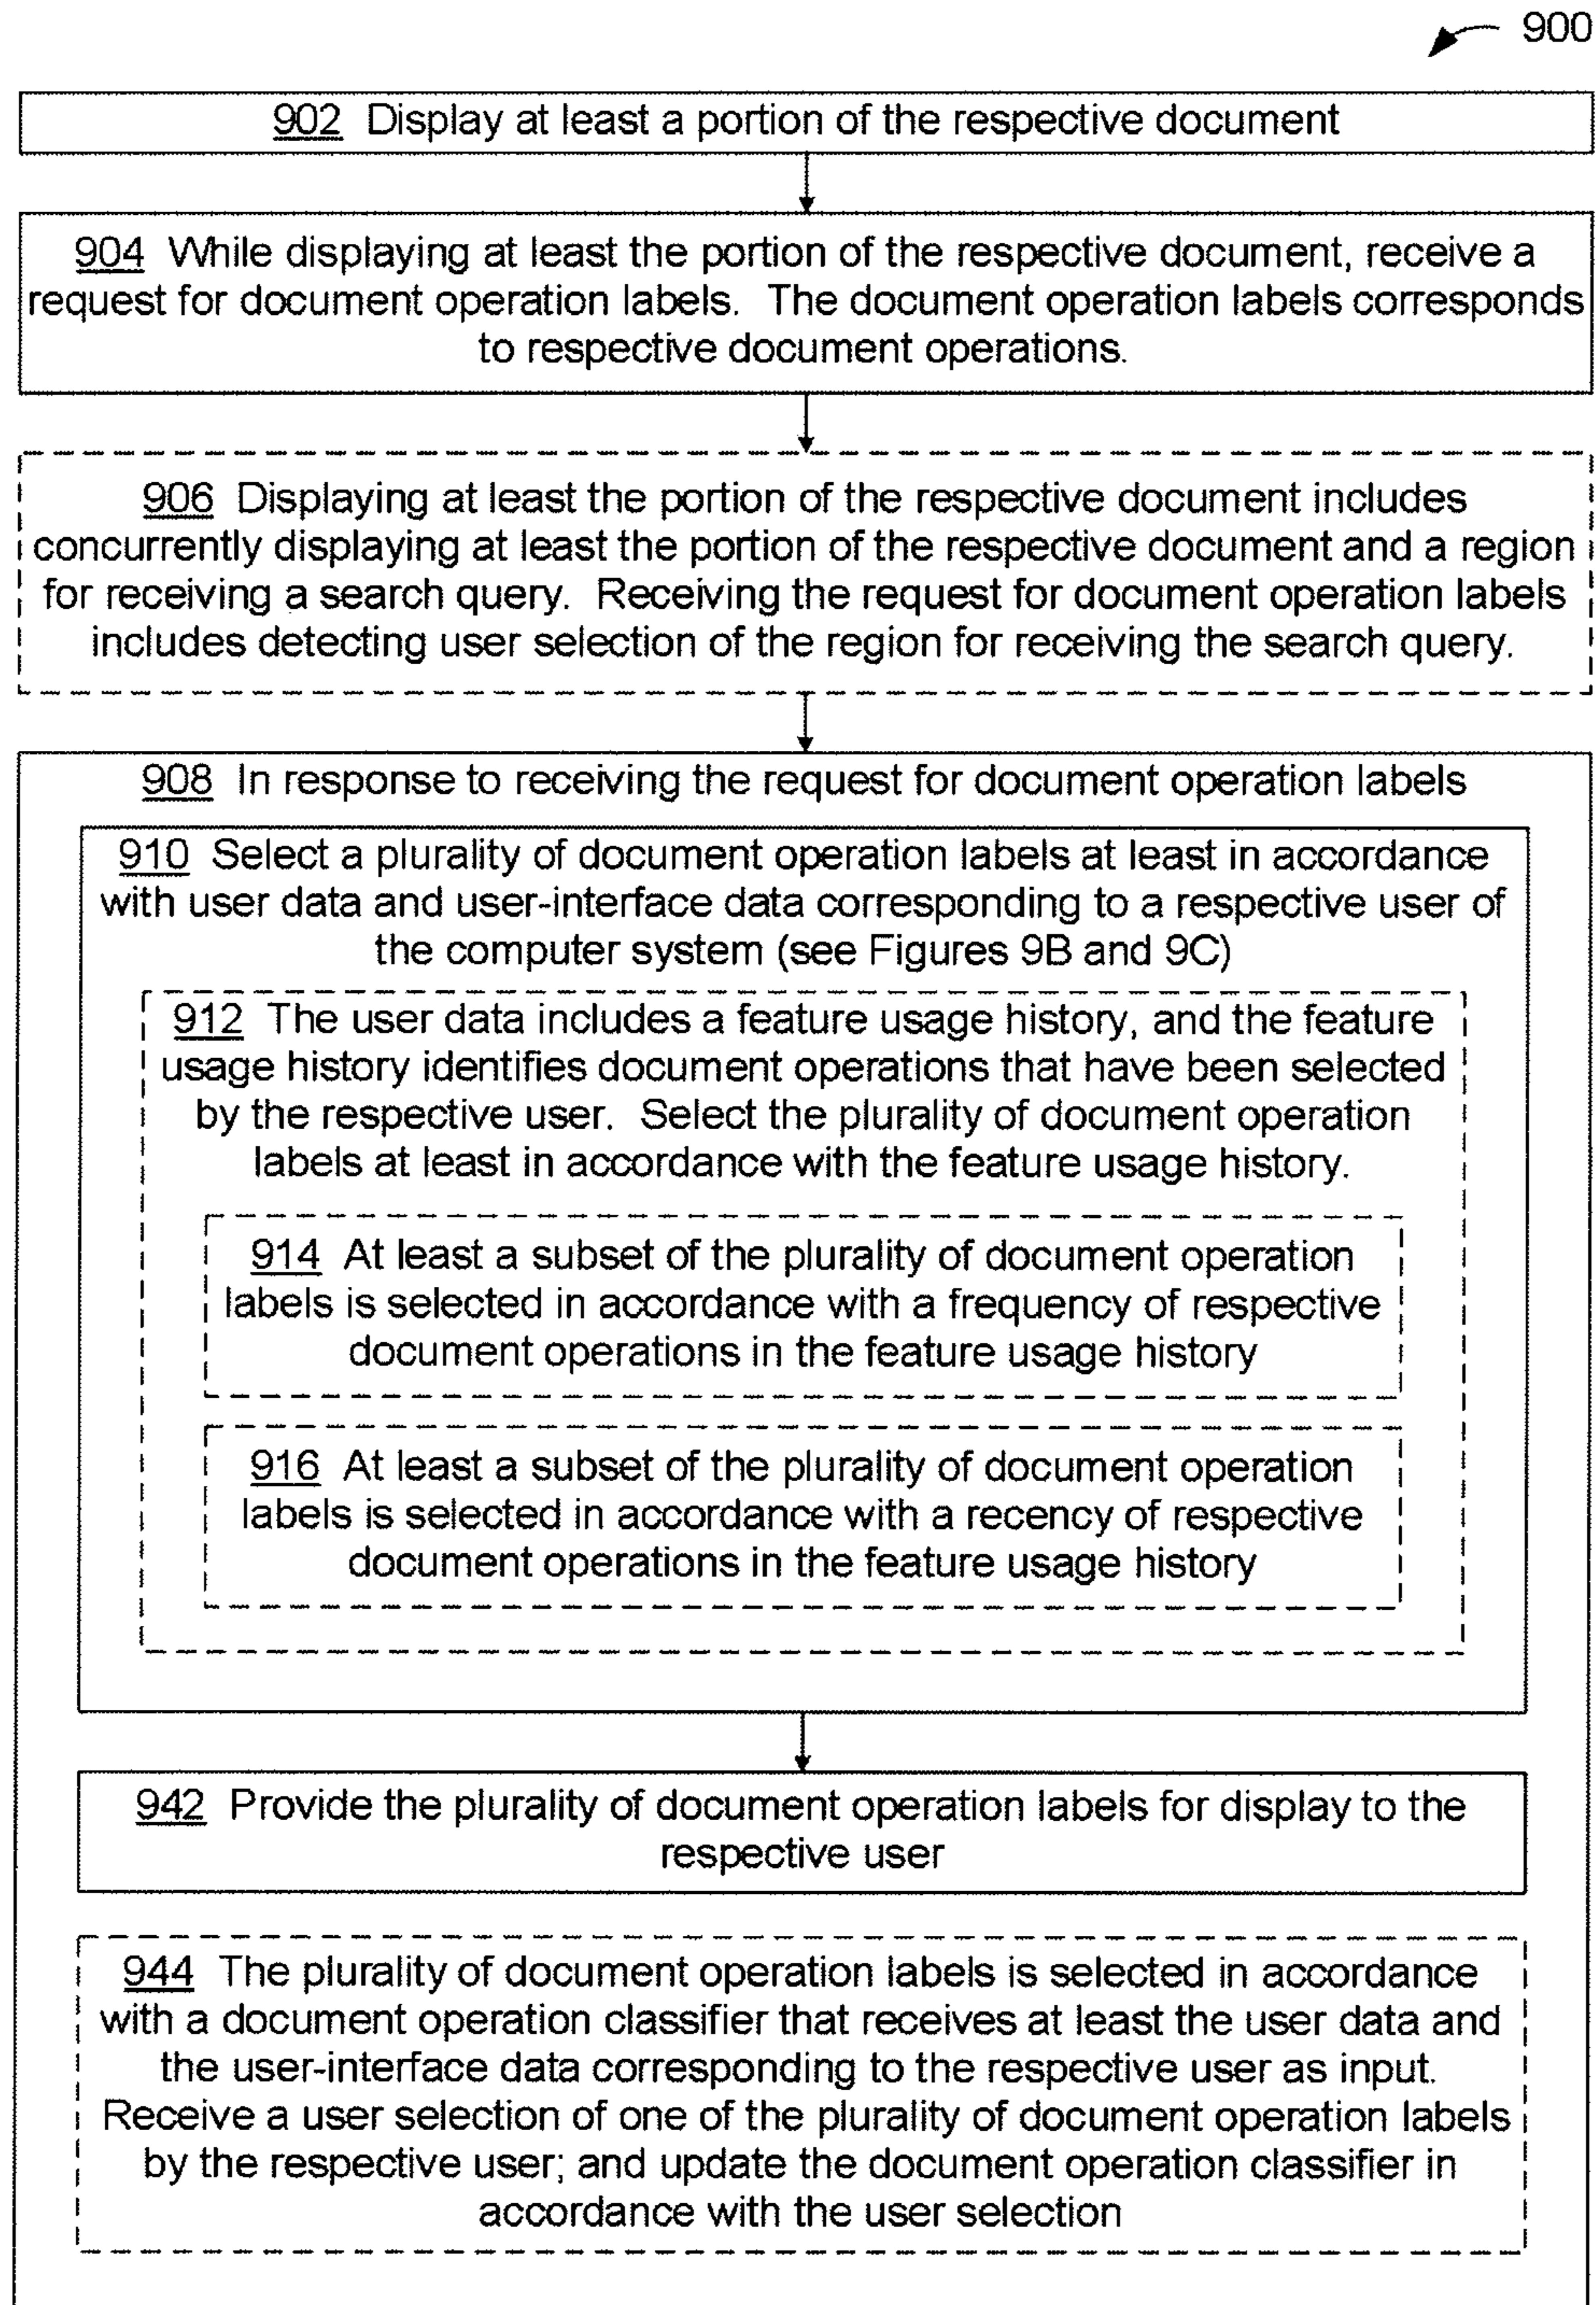 900
902 Display at least a portion of the respective document
904 While displaying at least the portion of the respective document, receive a
request for document operation labels. The document operation labels corresponds
to respective document operations.
906 Displaying at least the portion of the respective document includes
concurrently displaying at least the portion of the respective document and a region
for receiving a search query. Receiving the request for document operation labels
includes detecting user selection of the region for receiving the search query.
908 In response to receiving the request for document operation labels
910 Select a plurality of document operation labels at least in accordance
with user data and user-interface data corresponding to a respective user of
the computer system (see Figures 9B and 9C)
912 The user data includes a feature usage history, and the feature
usage history identifies document operations that have been selected
by the respective user. Select the plurality of document operation
labels at least in accordance with the feature usage history.
914 At least a subset of the plurality of document operation
labels is selected in accordance with a frequency of respective
document operations in the feature usage history
916 At least a subset of the plurality of document operation
labels is selected in accordance with a recency of respective
document operations in the feature usage history
942 Provide the plurality of document operation labels for display to the
respective user
944 The plurality of document operation labels is selected in accordance
with a document operation classifier that receives at least the user data and
the user-interface data corresponding to the respective user as input.
Receive a user selection of one of the plurality of document operation labels
by the respective user; and update the document operation classifier in
accordance with the user selection